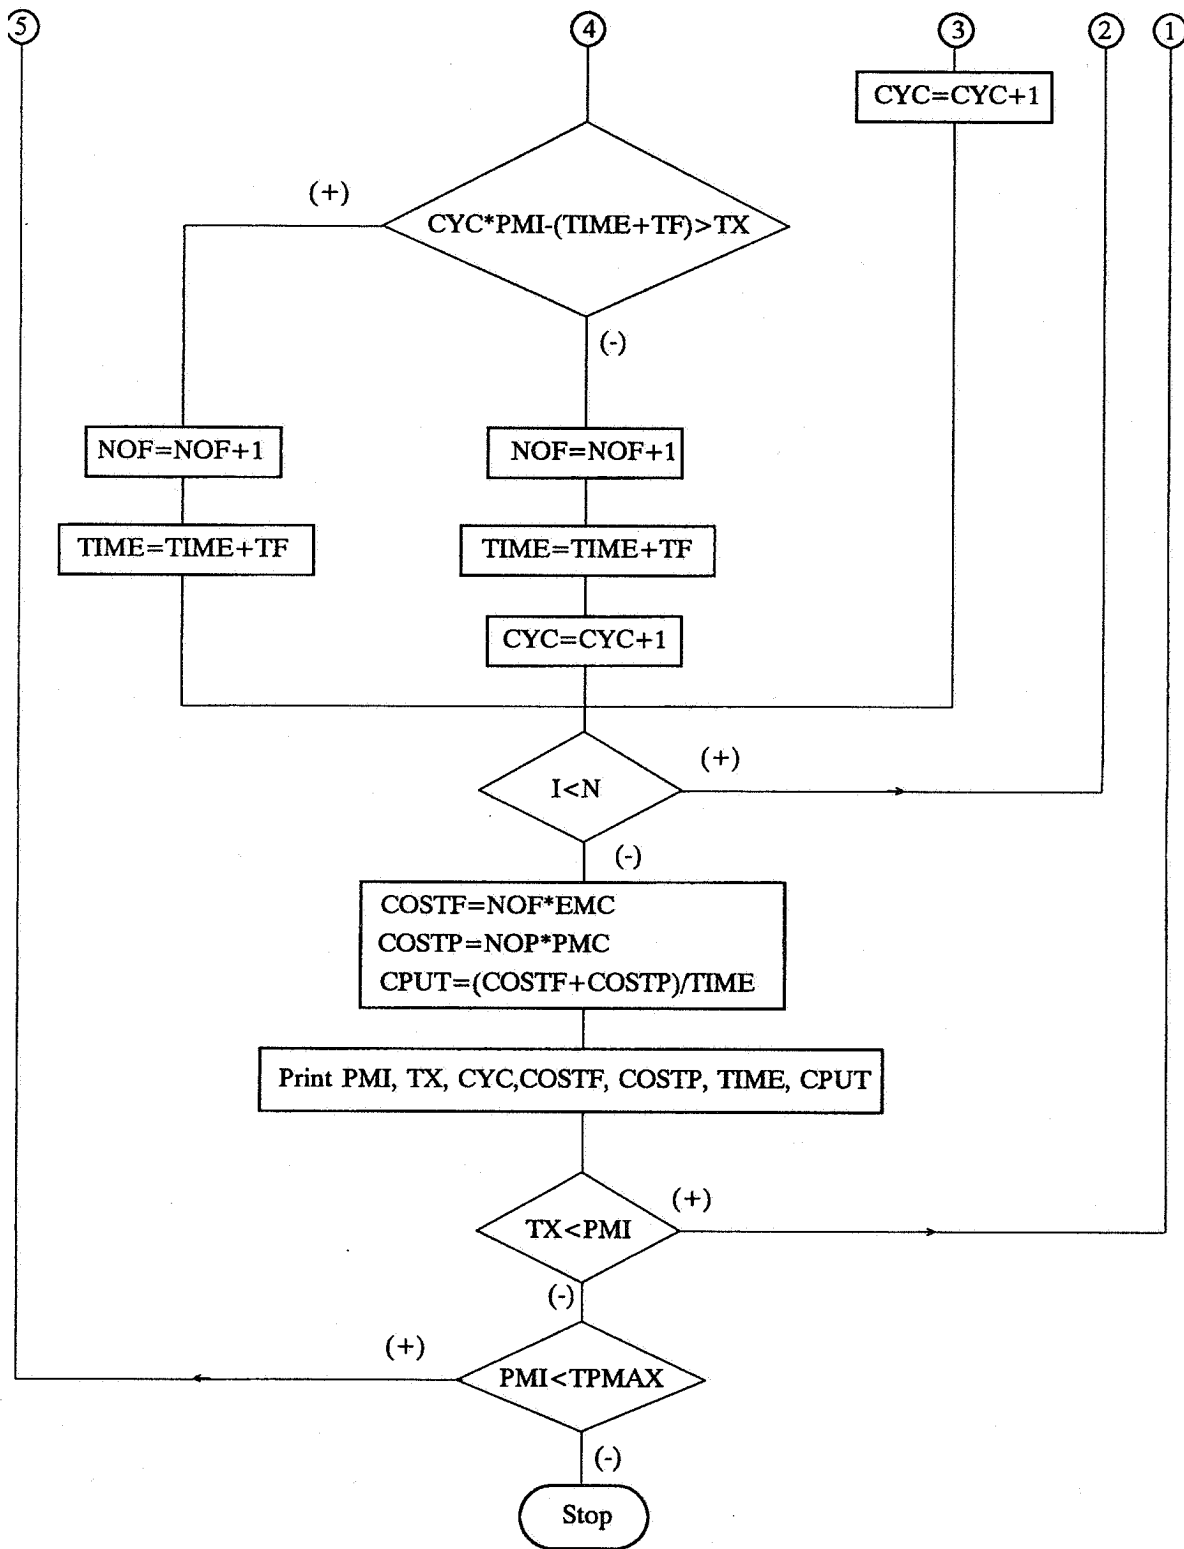 5
4
3
2
1
CYC=CYC+1
(+)
CYC*PMI-(TIME+TF)>TX
(-)
NOF=NOF+1
NOF=NOF+1
TIME=TIME+TF
TIME=TIME+TF
CYC=CYC+1
I<N
(+)
(-)
COSTF=NOF*EMC
COSTP=NOP*PMC
CPUT=(COSTF+COSTP)/TIME
Print PMI, TX, CYC,COSTF, COSTP, TIME, CPUT
TX<PMI
(+)
(-)
(+)
PMI<TPMAX
(-)
Stop